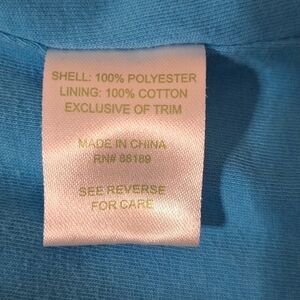 SHELL: 100% POLYESTER
LINING: 100% COTTON
EXCLUSIVE OF TRIM
MADE IN CHINA
RN# 88189
SEE REVERSE
FOR CARE